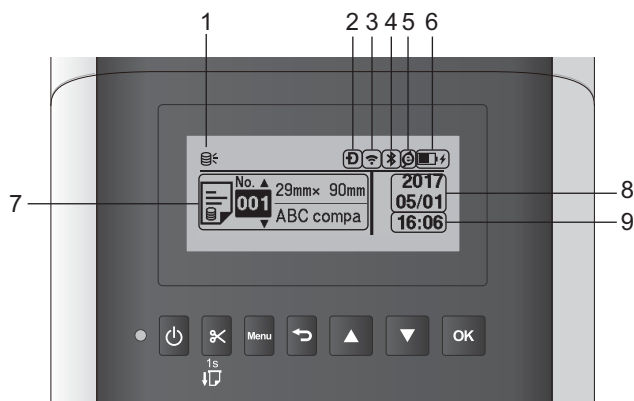 1 2 3 4 5 6
No.
001
29mm× 90mm
ABC compa
2017
05/01
16:06
7
8
9
Menu
OK
1s